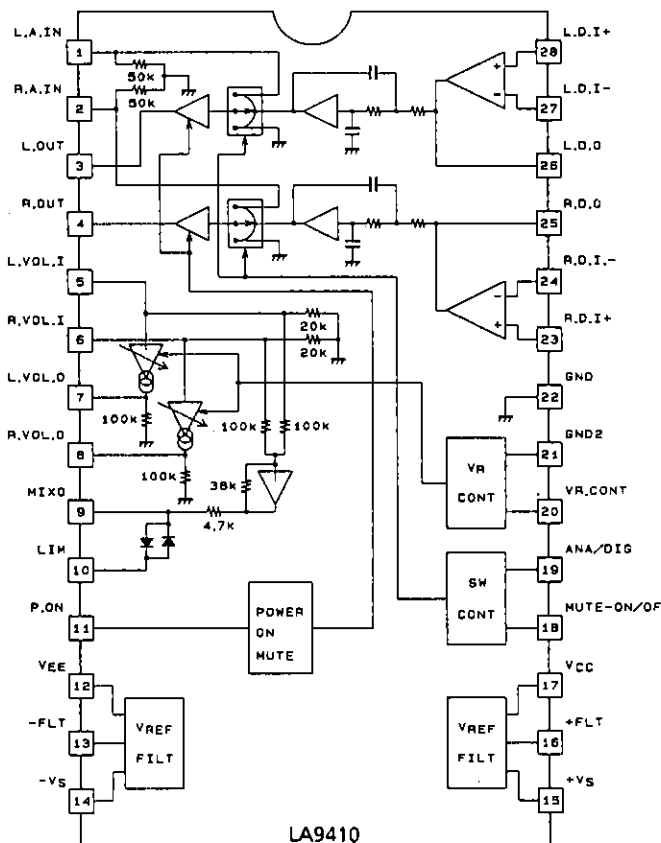 L.A.IN
1
R.A.IN
2
L.OUT
3
R.OUT
4
L.VOL.I
5
R.VOL.I
6
L.VOL.O
7
R.VOL.O
8
MIXO
9
LIM
10
P.ON
11
VEE
12
-FLT
13
-VS
14
50k
50k
20k
20k
100k
100k
100k
100k
38k
4.7k
POWER
ON
MUTE
VREF
FILT
VR
CONT
SW
CONT
VREF
FILT
L.D.I+
28
L.D.I-
27
L.D.O
26
R.D.O
25
R.D.I.-
24
R.D.I+
23
GND
22
GND2
21
VR.CONT
20
ANA/DIG
19
MUTE-ON/OF
18
VCC
17
+FLT
16
+VS
15
LA9410